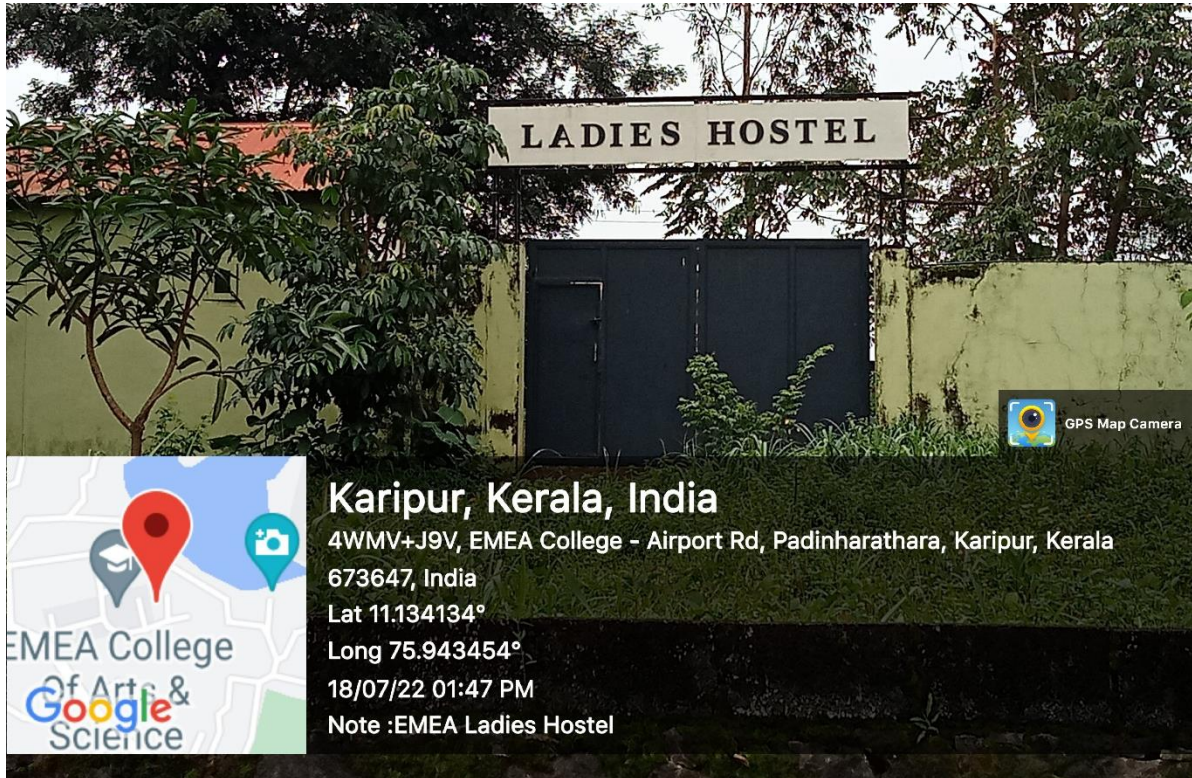 LADIES HOSTEL
GPS Map Camera
Karipur, Kerala, India
4WMV+J9V, EMEA College - Airport Rd, Padinharathara, Karipur, Kerala
673647, India
Lat 11.134134°
Long 75.943454°
18/07/22 01:47 PM
Note :EMEA Ladies Hostel
EMEA College
Of Arts &
Google
Science